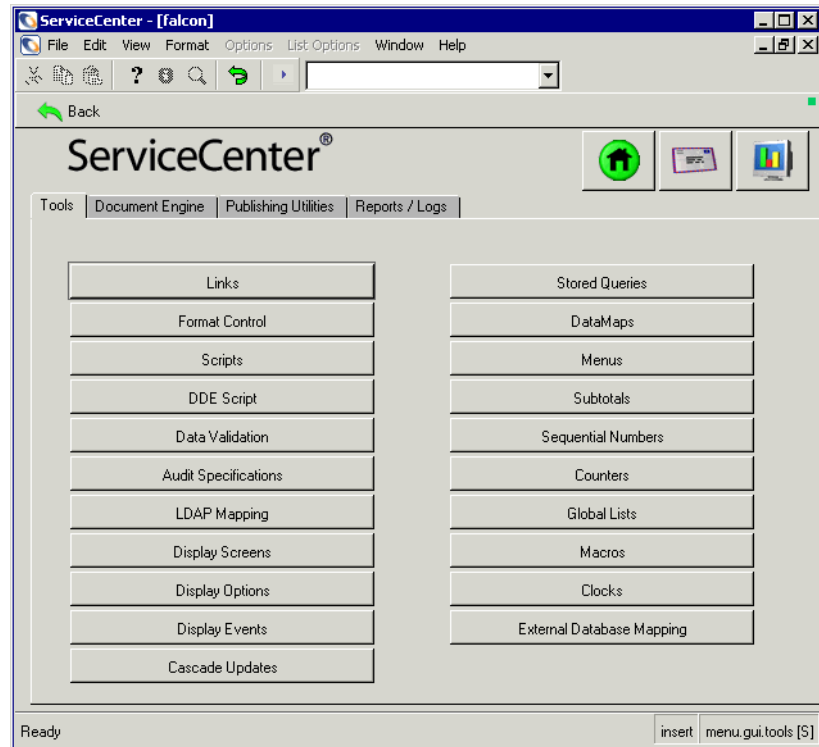 ServiceCenter - [falcon]
File Edit View Format Options List Options Window Help
?
Back
ServiceCenter®
Tools Document Engine Publishing Utilities Reports / Logs
Links Stored Queries
Format Control DataMaps
Scripts Menus
DDE Script Subtotals
Data Validation Sequential Numbers
Audit Specifications Counters
LDAP Mapping Global Lists
Display Screens Macros
Display Options Clocks
Display Events External Database Mapping
Cascade Updates
Ready insert menu.gui.tools [S]